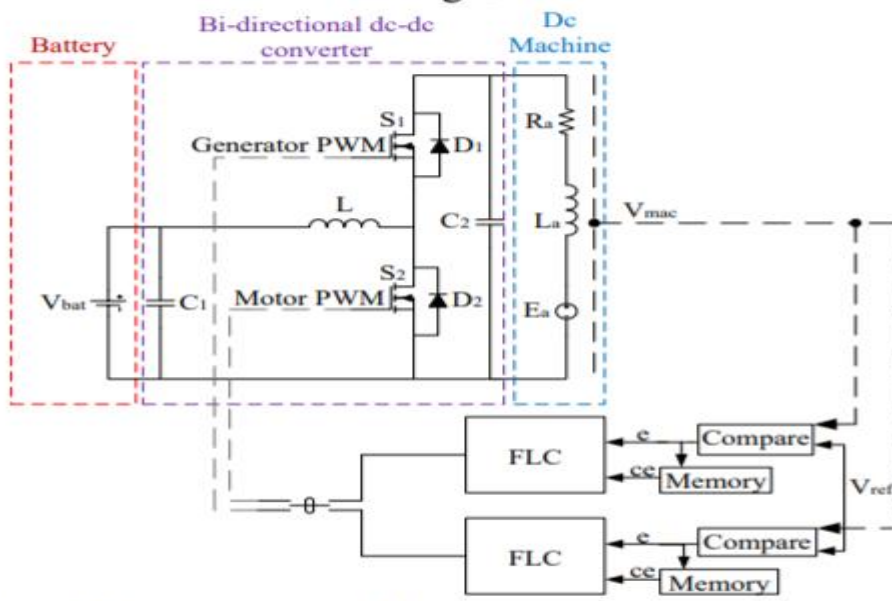 Bi-directional dc-dc
converter
Dc
Machine
Battery
S1
Generator PWM
D1
Ra
L
C2
La
Vmac
S2
Vbat
C1
Motor PWM
D2
Ea
FLC
e
Compare
ce
Memory
Vref
FLC
e
Compare
ce
Memory